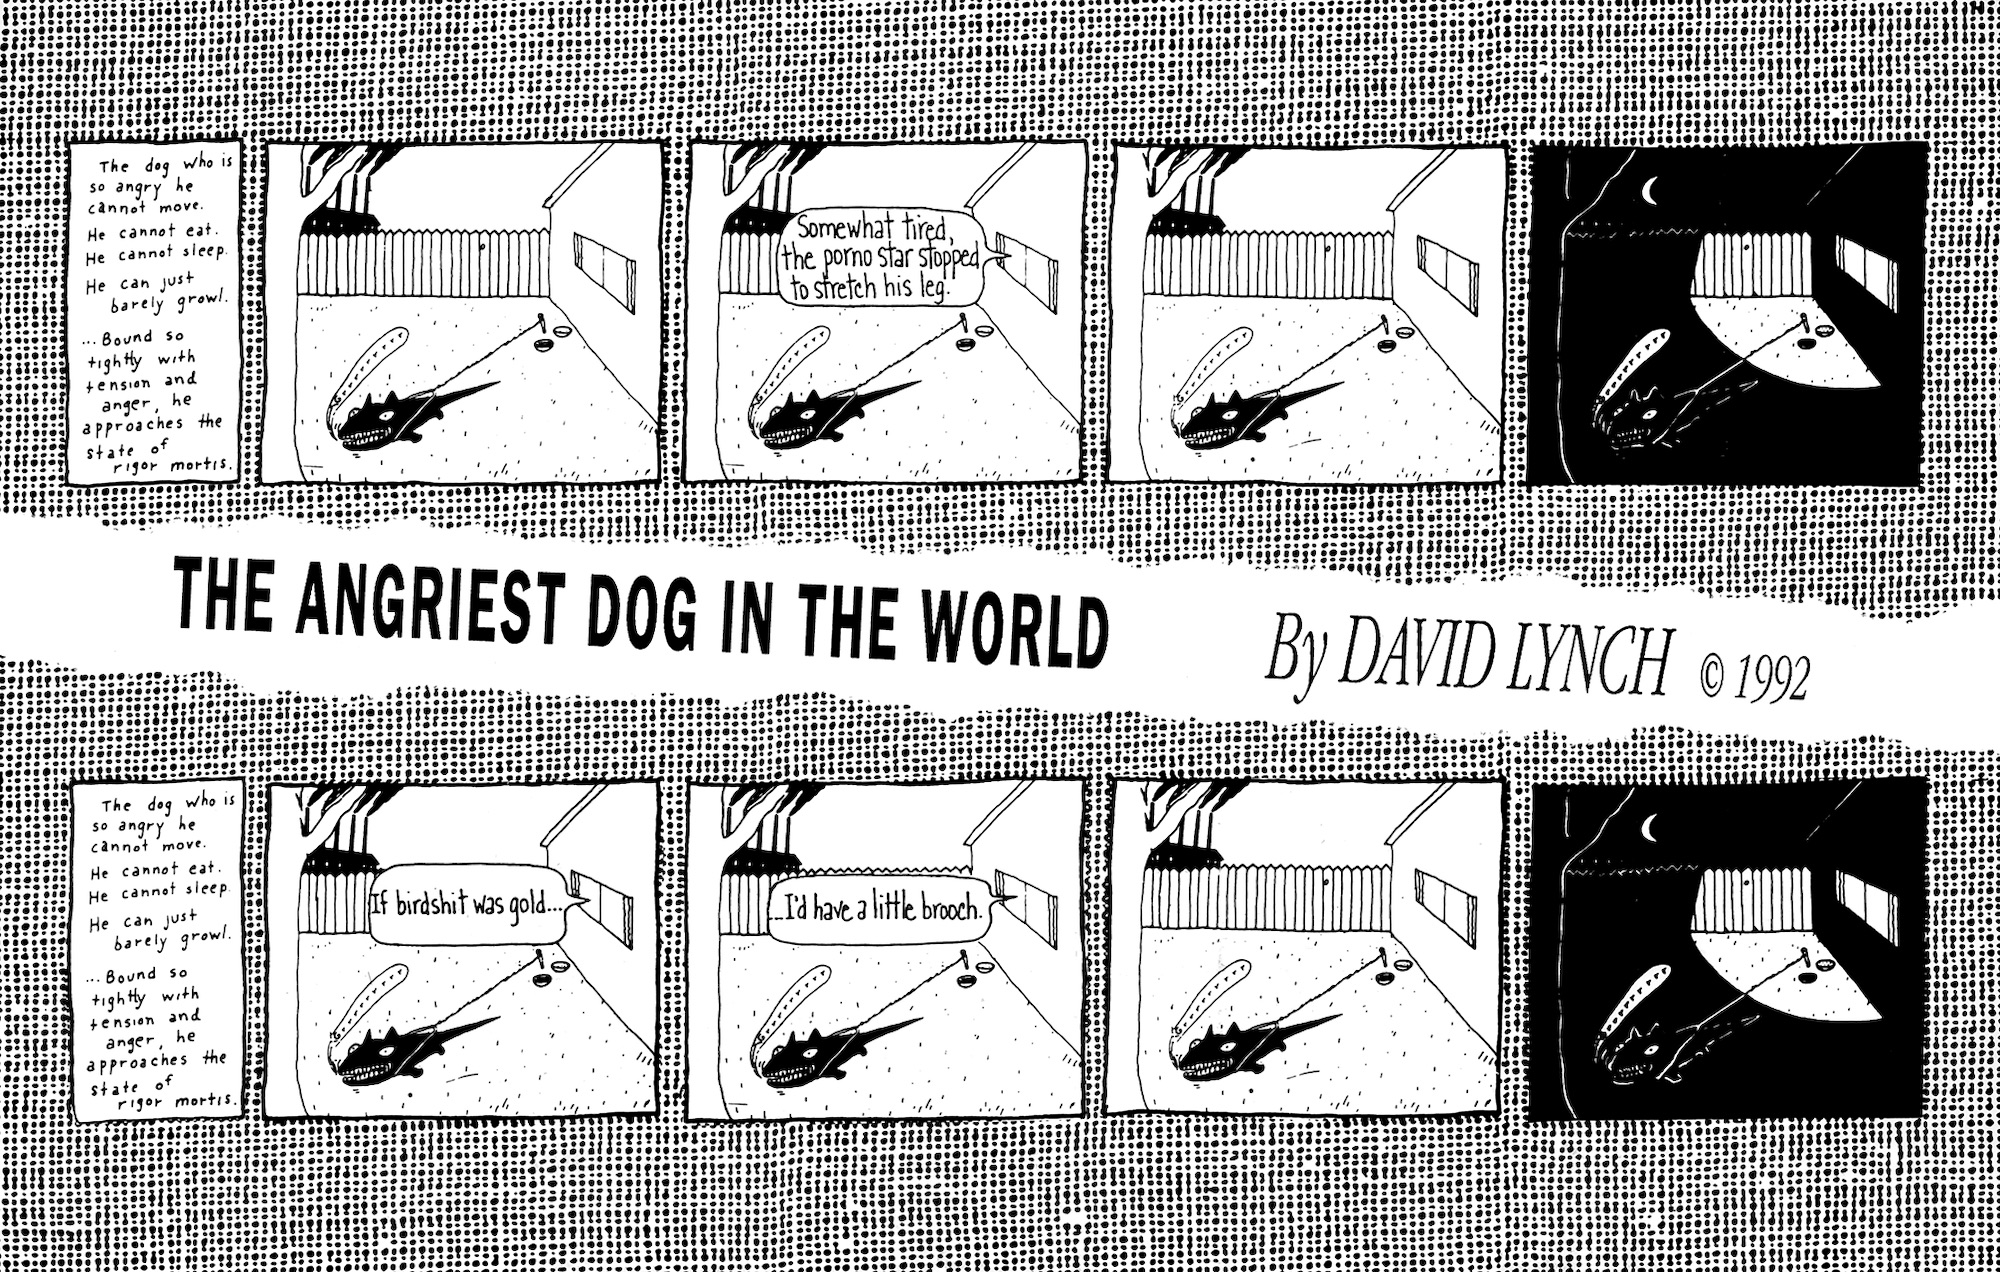 The dog who is
so angry he
cannot move.
He cannot eat.
He cannot sleep.
He can just
barely growl.
...Bound so
tightly with
tension and
anger, he
approaches the
state of
rigor mortis.
Somewhat tired,
the porno star stopped
to stretch his leg.
THE ANGRIEST DOG IN THE WORLD By DAVID LYNCH © 1992
The dog who is
so angry he
cannot move.
He cannot eat.
He cannot sleep.
He can just
barely growl.
...Bound so
tightly with
tension and
anger, he
approaches the
state of
rigor mortis.
If birdshit was gold...
...I'd have a little brooch.